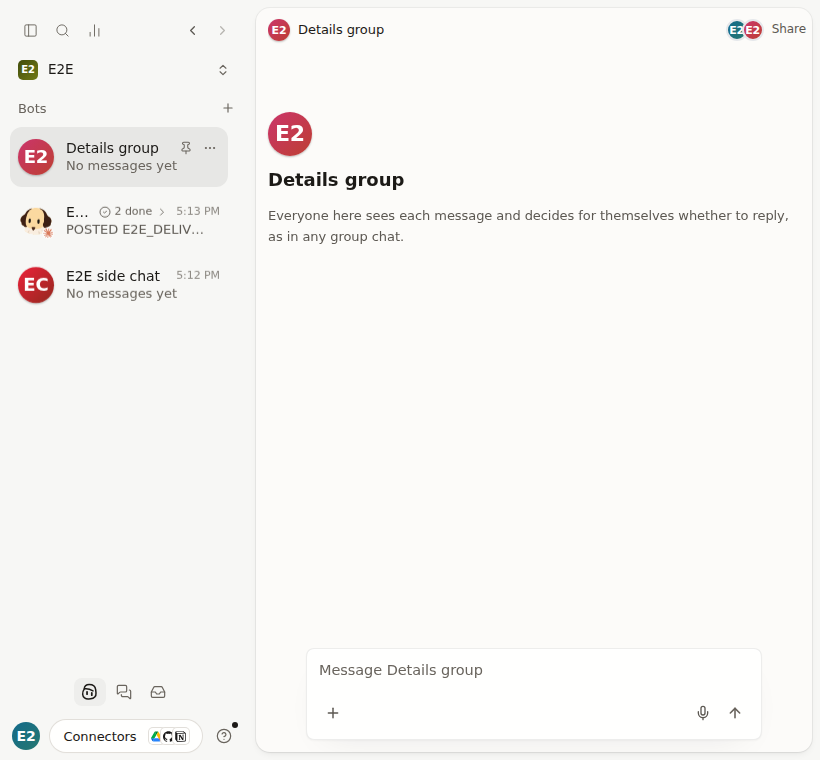 E2 E2E
Bots
E2 Details group
No messages yet
E... 2 done 5:13 PM
POSTED E2E_DELIV...
EC E2E side chat 5:12 PM
No messages yet
E2 Connectors
E2 Details group E2 E2 Share
E2
Details group
Everyone here sees each message and decides for themselves whether to reply,
as in any group chat.
Message Details group